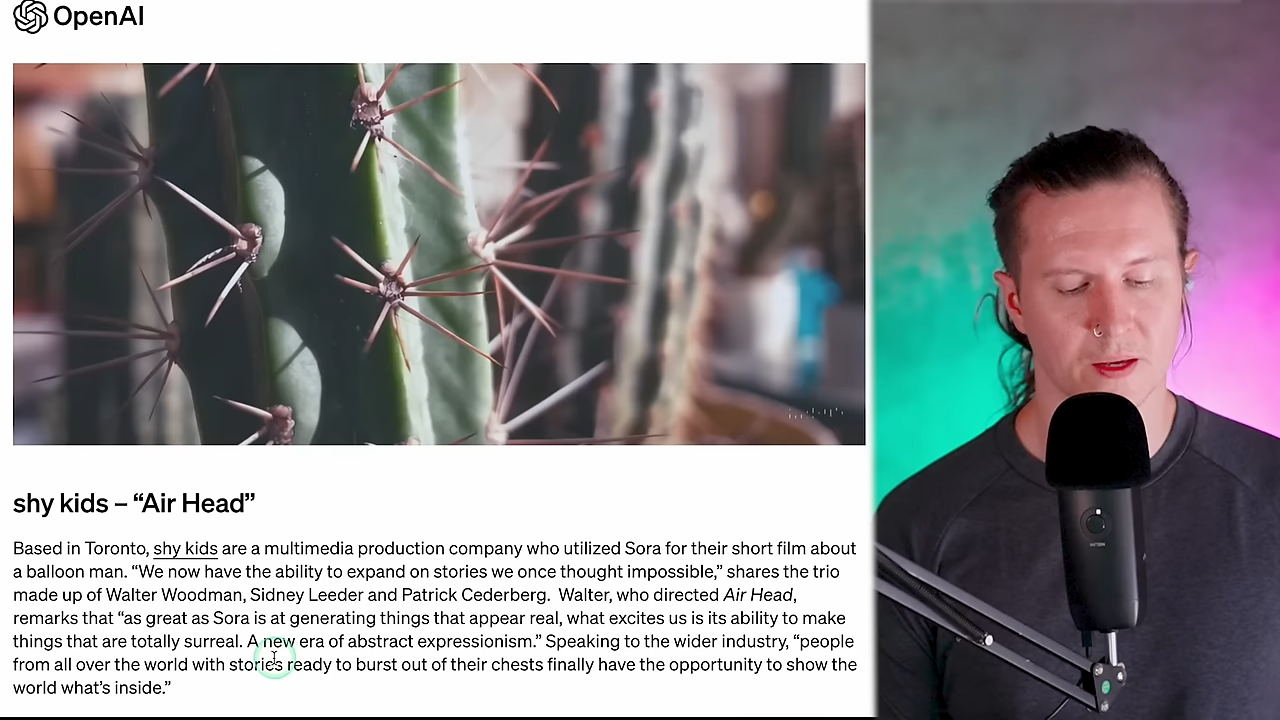 OpenAI
shy kids – “Air Head”
Based in Toronto, shy kids are a multimedia production company who utilized Sora for their short film about
a balloon man. “We now have the ability to expand on stories we once thought impossible,” shares the trio
made up of Walter Woodman, Sidney Leeder and Patrick Cederberg.  Walter, who directed Air Head,
remarks that “as great as Sora is at generating things that appear real, what excites us is its ability to make
things that are totally surreal. A new era of abstract expressionism.” Speaking to the wider industry, “people
from all over the world with stories ready to burst out of their chests finally have the opportunity to show the
world what’s inside.”